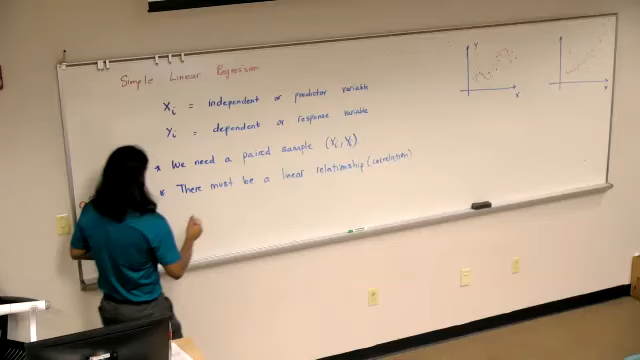 Simple Linear Regression
Xi = independent or predictor variable
Yi = dependent or response variable
* We need a paired sample (Xi, Yi)
* There must be a linear relationship (correlation)
Y
X
X